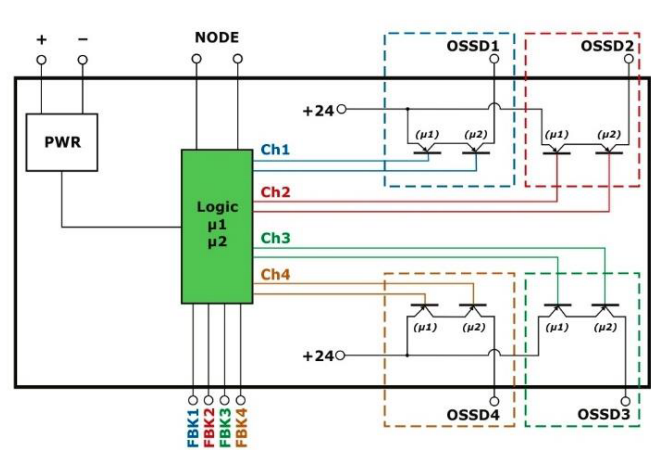 + −
NODE
OSSD1
OSSD2
+24
(µ1) (µ2)
(µ1) (µ2)
PWR
Ch1
Ch2
Logic
µ1
µ2
Ch3
Ch4
(µ1) (µ2)
(µ1) (µ2)
+24
FBK1
FBK2
FBK3
FBK4
OSSD4
OSSD3